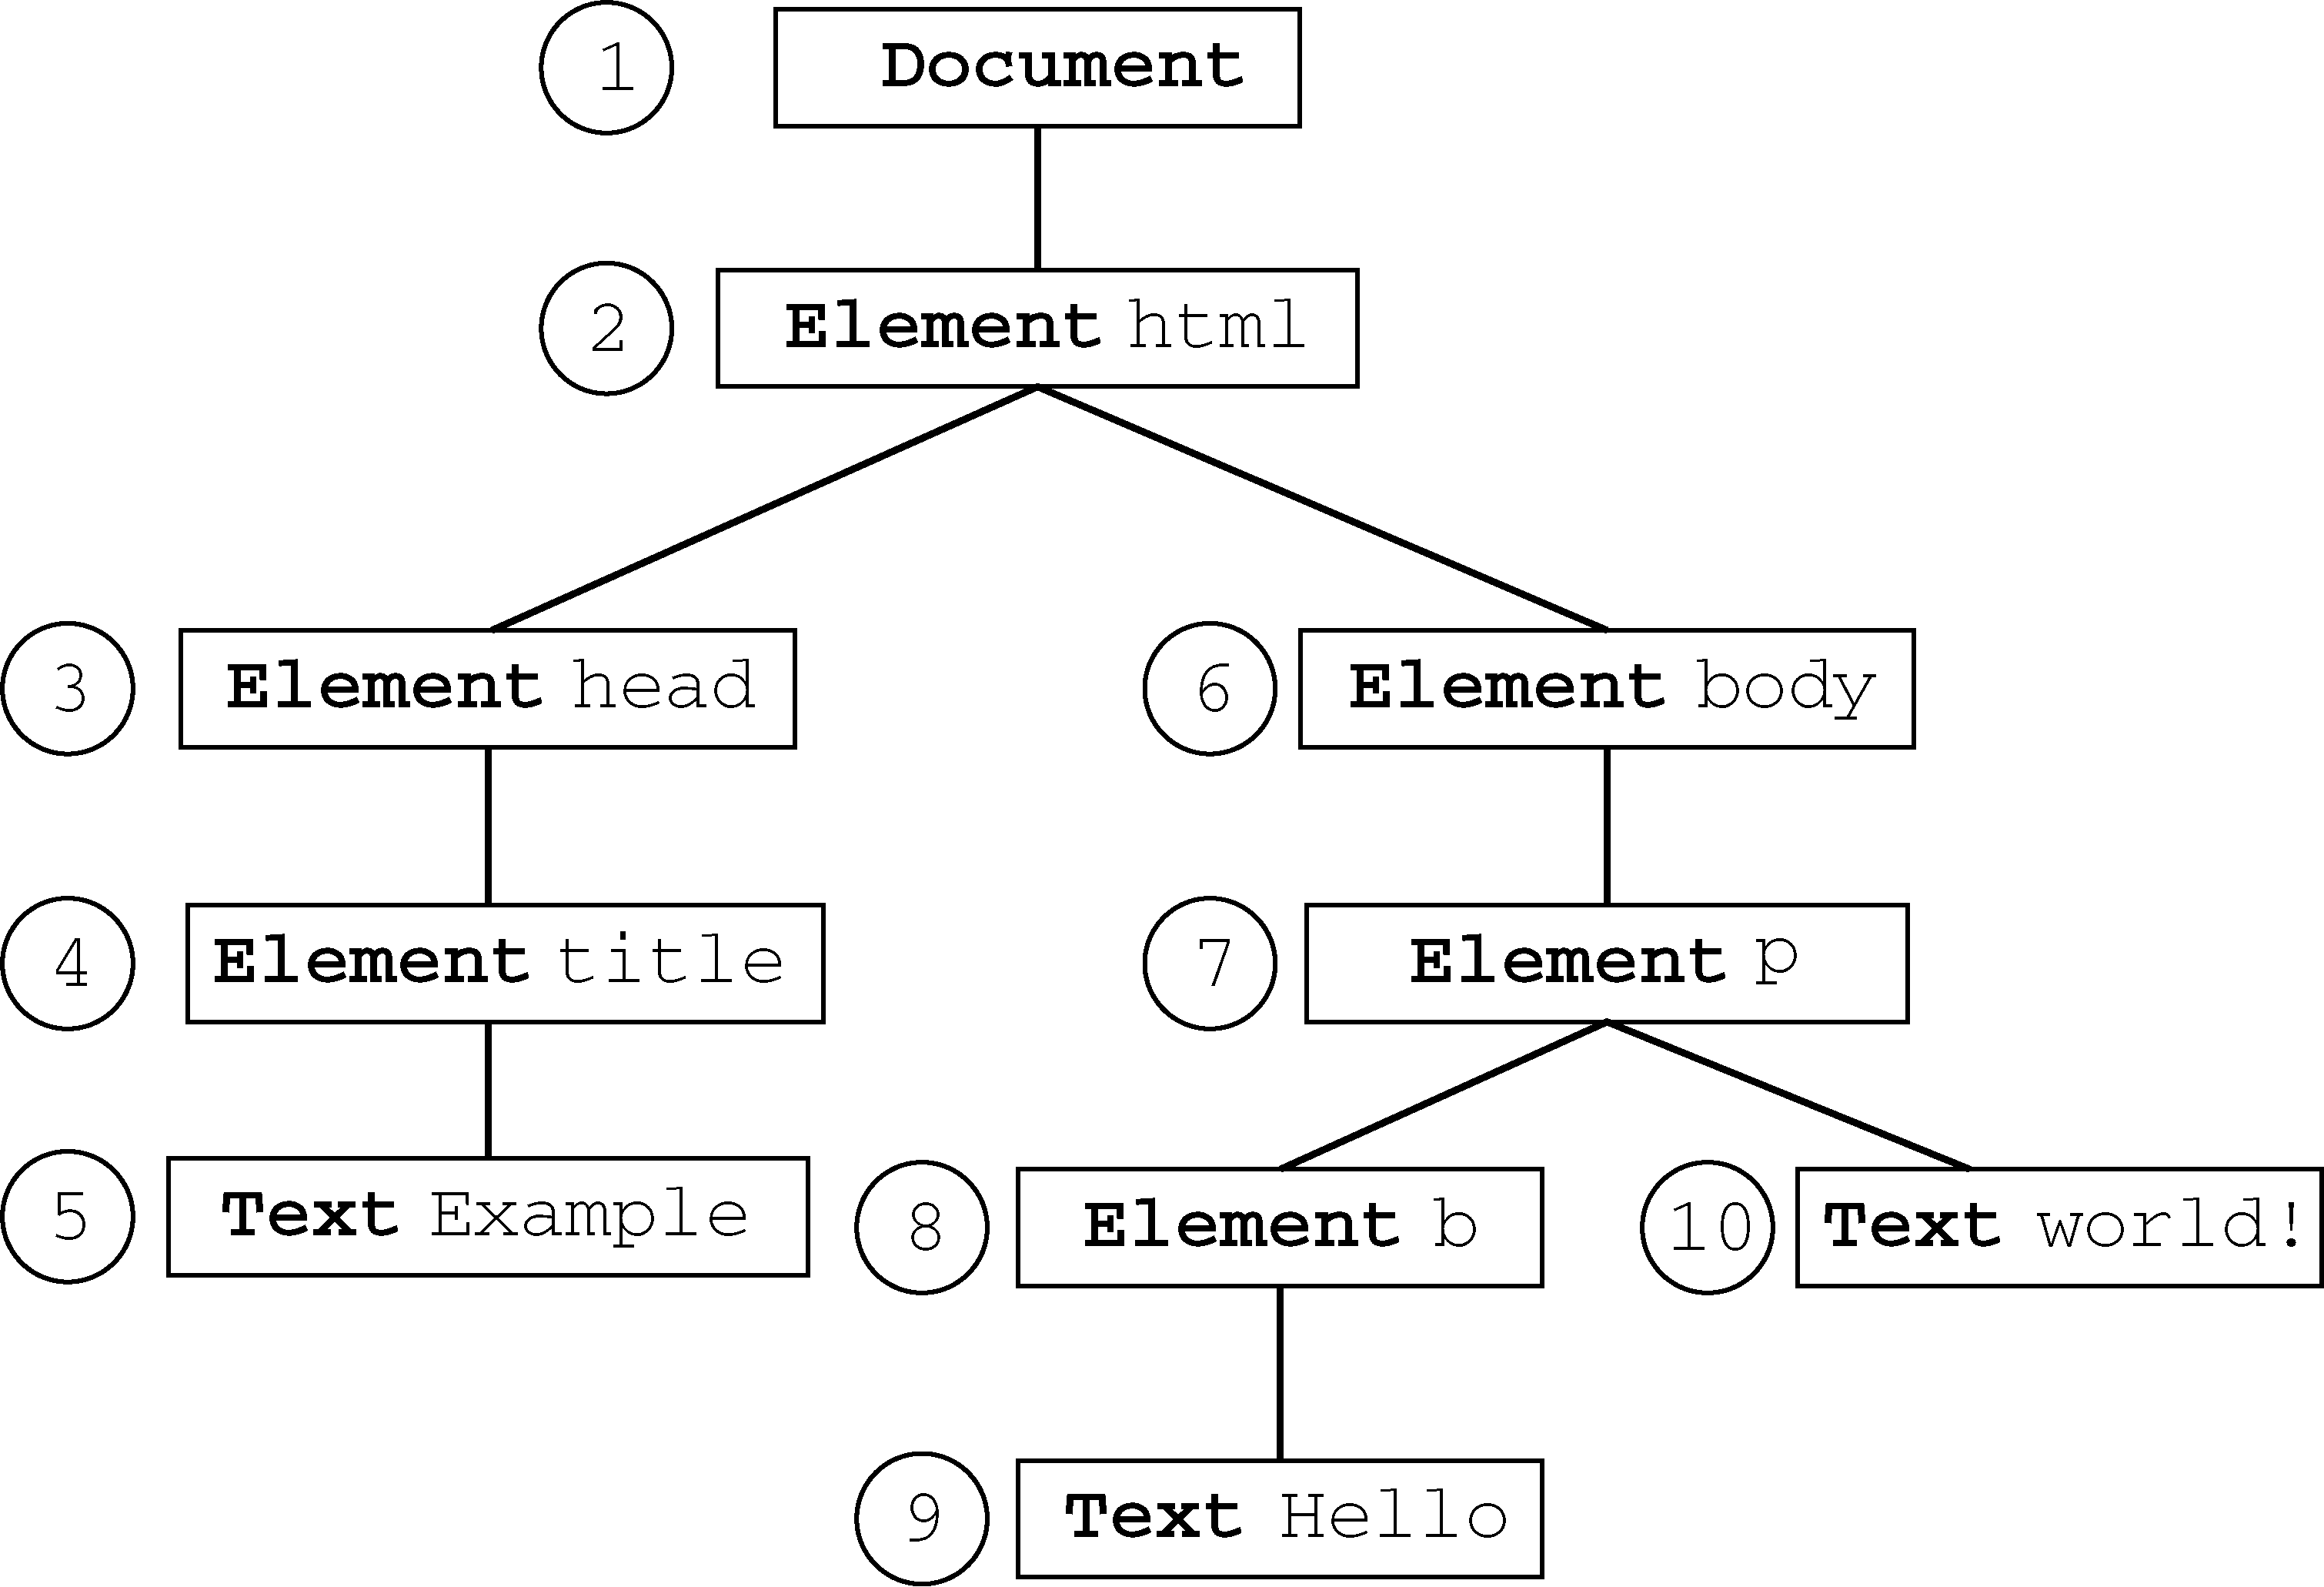 1 Document
2 Element html
3 Element head
6 Element body
4 Element title
7 Element p
5 Text Example
8 Element b
10 Text world!
9 Text Hello